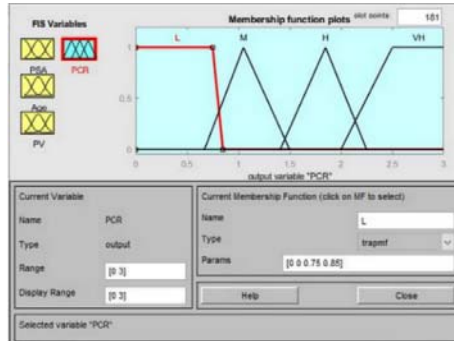 FIS Variables
Membership function plots
plot points:
181
PSA
PCR
Age
PV
L
M
H
VH
1
0.5
0
0
0.5
1
1.5
2
2.5
3
output variable "PCR"
Current Variable
Name
PCR
Type
output
Range
[0 3]
Display Range
[0 3]
Current Membership Function (click on MF to select)
Name
L
Type
trapmf
Params
[0 0 0.75 0.85]
Help
Close
Selected variable "PCR"